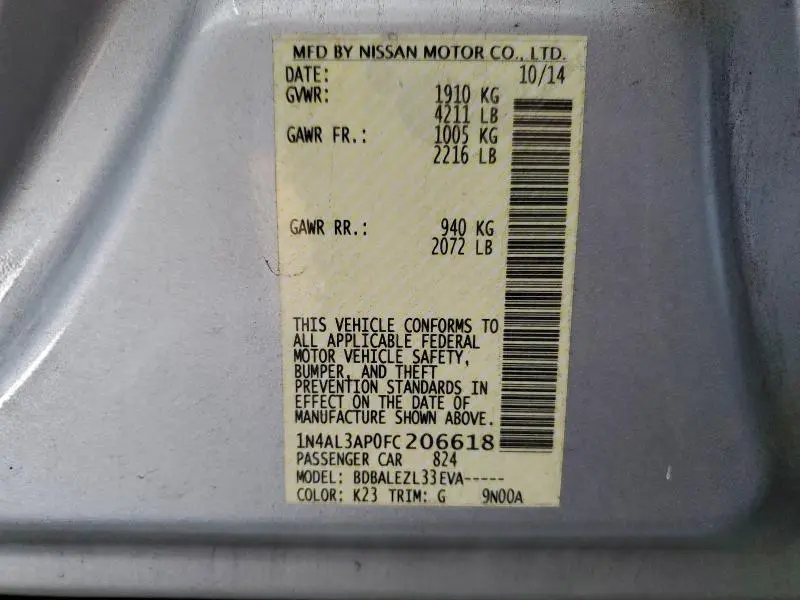 MFD BY NISSAN MOTOR CO., LTD.
DATE: 10/14
GVWR: 1910 KG
4211 LB
GAWR FR.: 1005 KG
2216 LB
GAWR RR.: 940 KG
2072 LB
THIS VEHICLE CONFORMS TO
ALL APPLICABLE FEDERAL
MOTOR VEHICLE SAFETY,
BUMPER, AND THEFT
PREVENTION STANDARDS IN
EFFECT ON THE DATE OF
MANUFACTURE SHOWN ABOVE.
1N4AL3AP0FC206618
PASSENGER CAR 824
MODEL: BDBALEZL33EVA-----
COLOR: K23 TRIM: G 9N00A